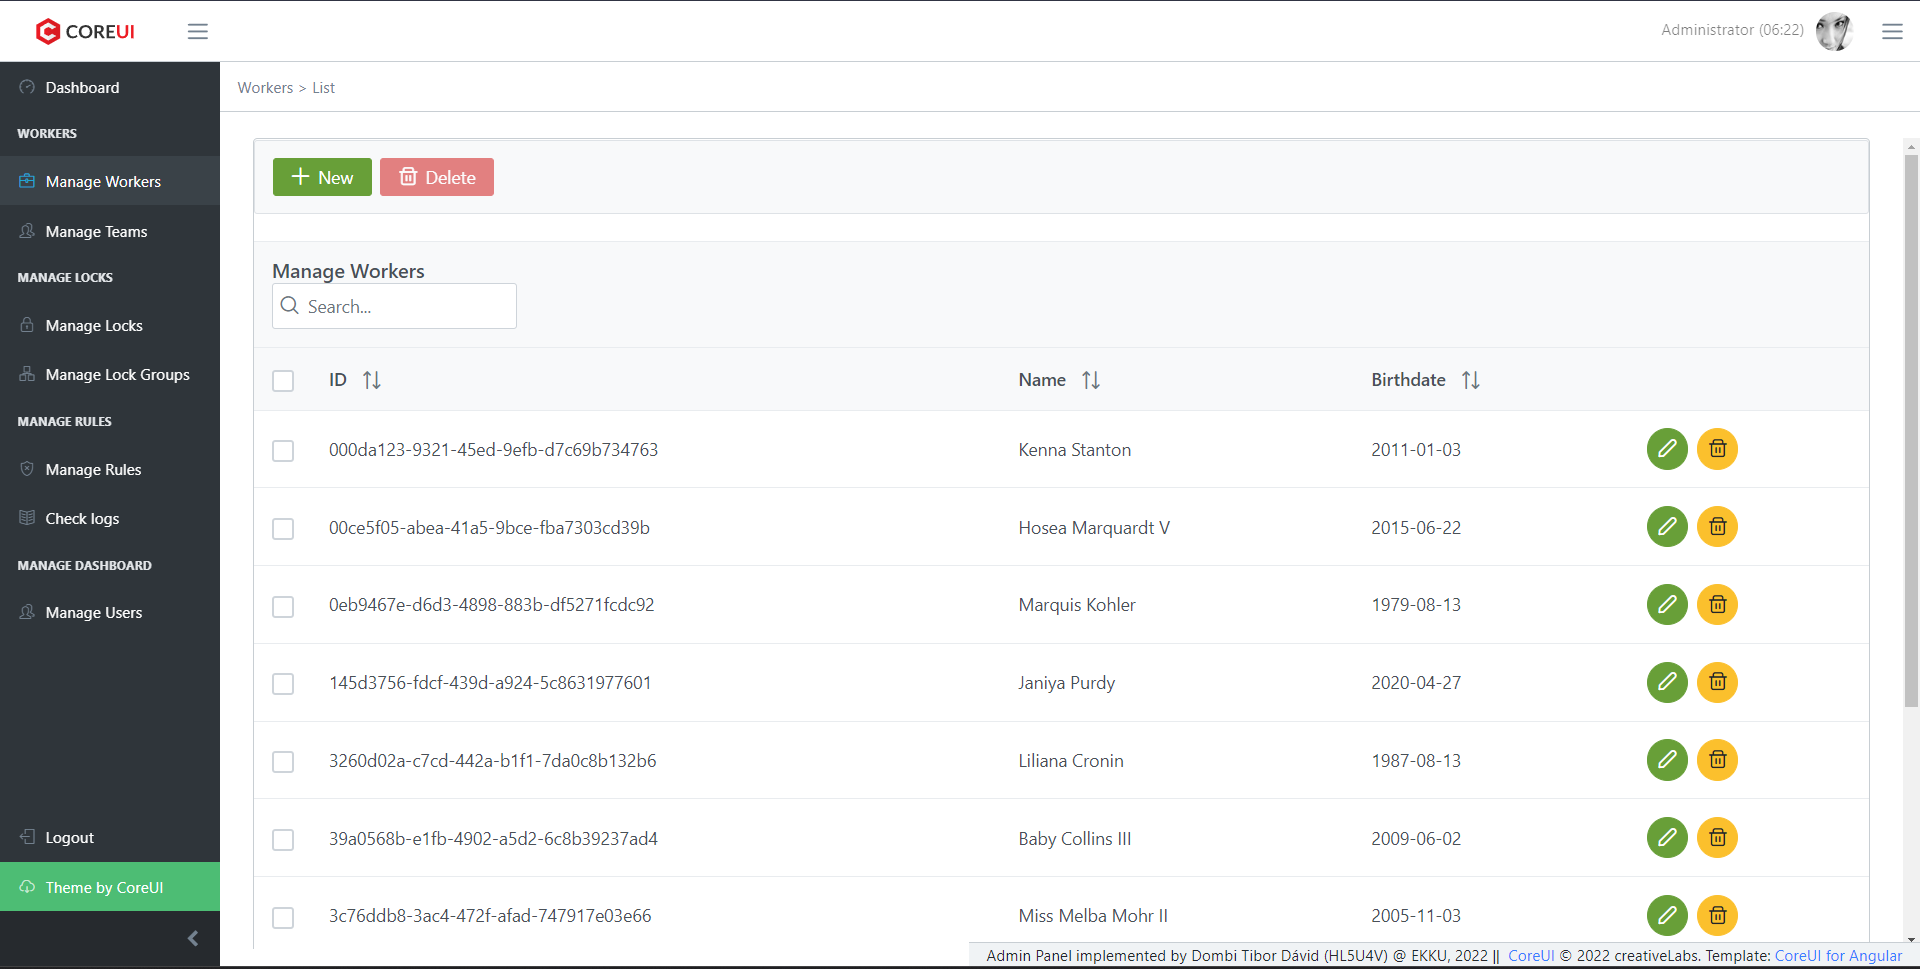 COREUI
Administrator (06:22)
Dashboard
WORKERS
Manage Workers
Manage Teams
MANAGE LOCKS
Manage Locks
Manage Lock Groups
MANAGE RULES
Manage Rules
Check logs
MANAGE DASHBOARD
Manage Users
Logout
Theme by CoreUI
Workers > List
New Delete
Manage Workers
Search...
ID Name Birthdate
000da123-9321-45ed-9efb-d7c69b734763 Kenna Stanton 2011-01-03
00ce5f05-abea-41a5-9bce-fba7303cd39b Hosea Marquardt V 2015-06-22
0eb9467e-d6d3-4898-883b-df5271fcdc92 Marquis Kohler 1979-08-13
145d3756-fdcf-439d-a924-5c8631977601 Janiya Purdy 2020-04-27
3260d02a-c7cd-442a-b1f1-7da0c8b132b6 Liliana Cronin 1987-08-13
39a0568b-e1fb-4902-a5d2-6c8b39237ad4 Baby Collins III 2009-06-02
3c76ddb8-3ac4-472f-afad-747917e03e66 Miss Melba Mohr II 2005-11-03
Admin Panel implemented by Dombi Tibor Dávid (HL5U4V) @ EKKU, 2022 || CoreUI © 2022 creativeLabs. Template: CoreUI for Angular